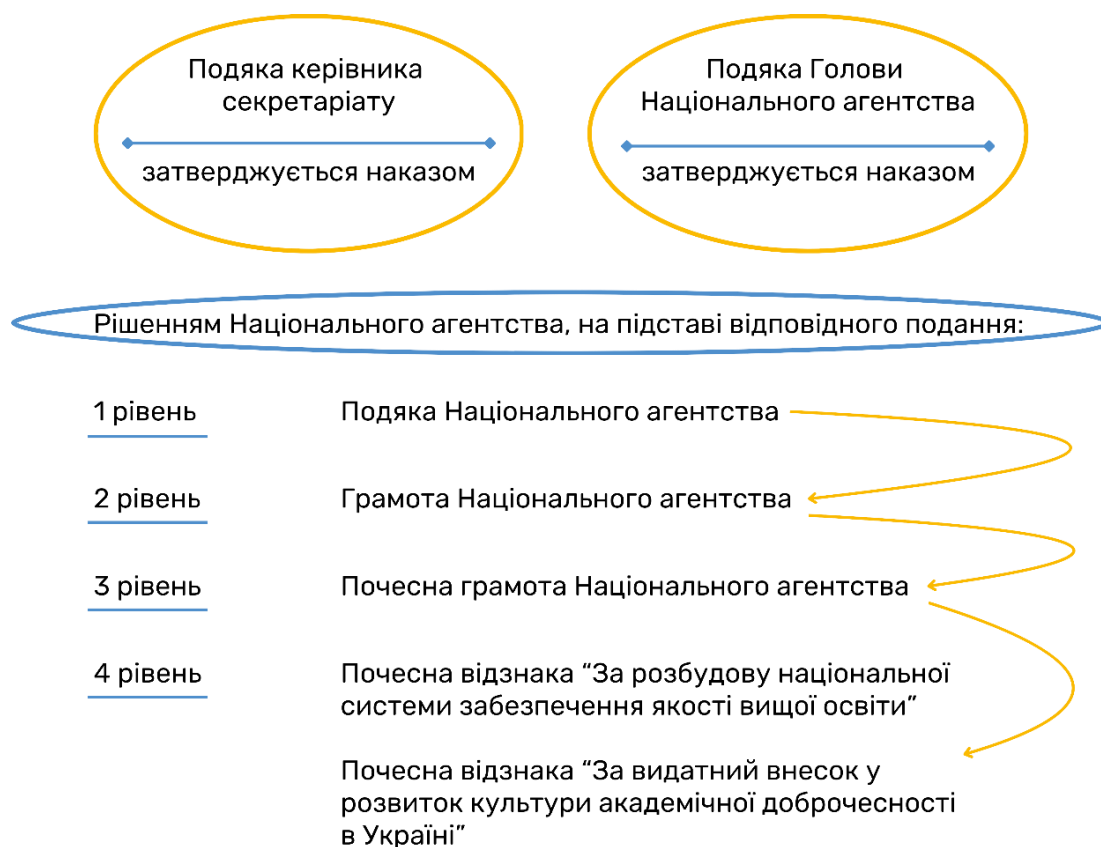 Подяка керівника
секретаріату
затверджується наказом
Подяка Голови
Національного агентства
затверджується наказом
Рішенням Національного агентства, на підставі відповідного подання:
1 рівень
Подяка Національного агентства
2 рівень
Грамота Національного агентства
3 рівень
Почесна грамота Національного агентства
4 рівень
Почесна відзнака “За розбудову національної
системи забезпечення якості вищої освіти”
Почесна відзнака “За видатний внесок у
розвиток культури академічної доброчесності
в Україні”